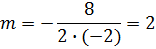 m = −8/(2·(−2)) = 2